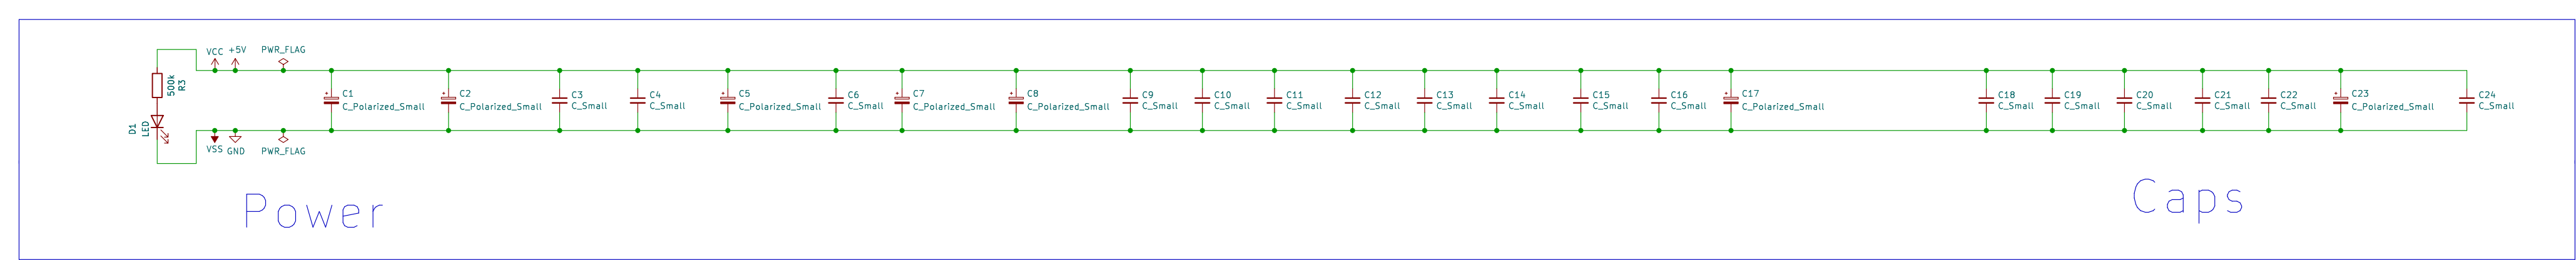 VCC
+5V
PWR_FLAG
500k
R3
D1
LED
VSS
GND
PWR_FLAG
C1
C_Polarized_Small
C2
C_Polarized_Small
C3
C_Small
C4
C_Small
C5
C_Polarized_Small
C6
C_Small
C7
C_Polarized_Small
C8
C_Polarized_Small
C9
C_Small
C10
C_Small
C11
C_Small
C12
C_Small
C13
C_Small
C14
C_Small
C15
C_Small
C16
C_Small
C17
C_Polarized_Small
C18
C_Small
C19
C_Small
C20
C_Small
C21
C_Small
C22
C_Small
C23
C_Polarized_Small
C24
C_Small
Power
Caps